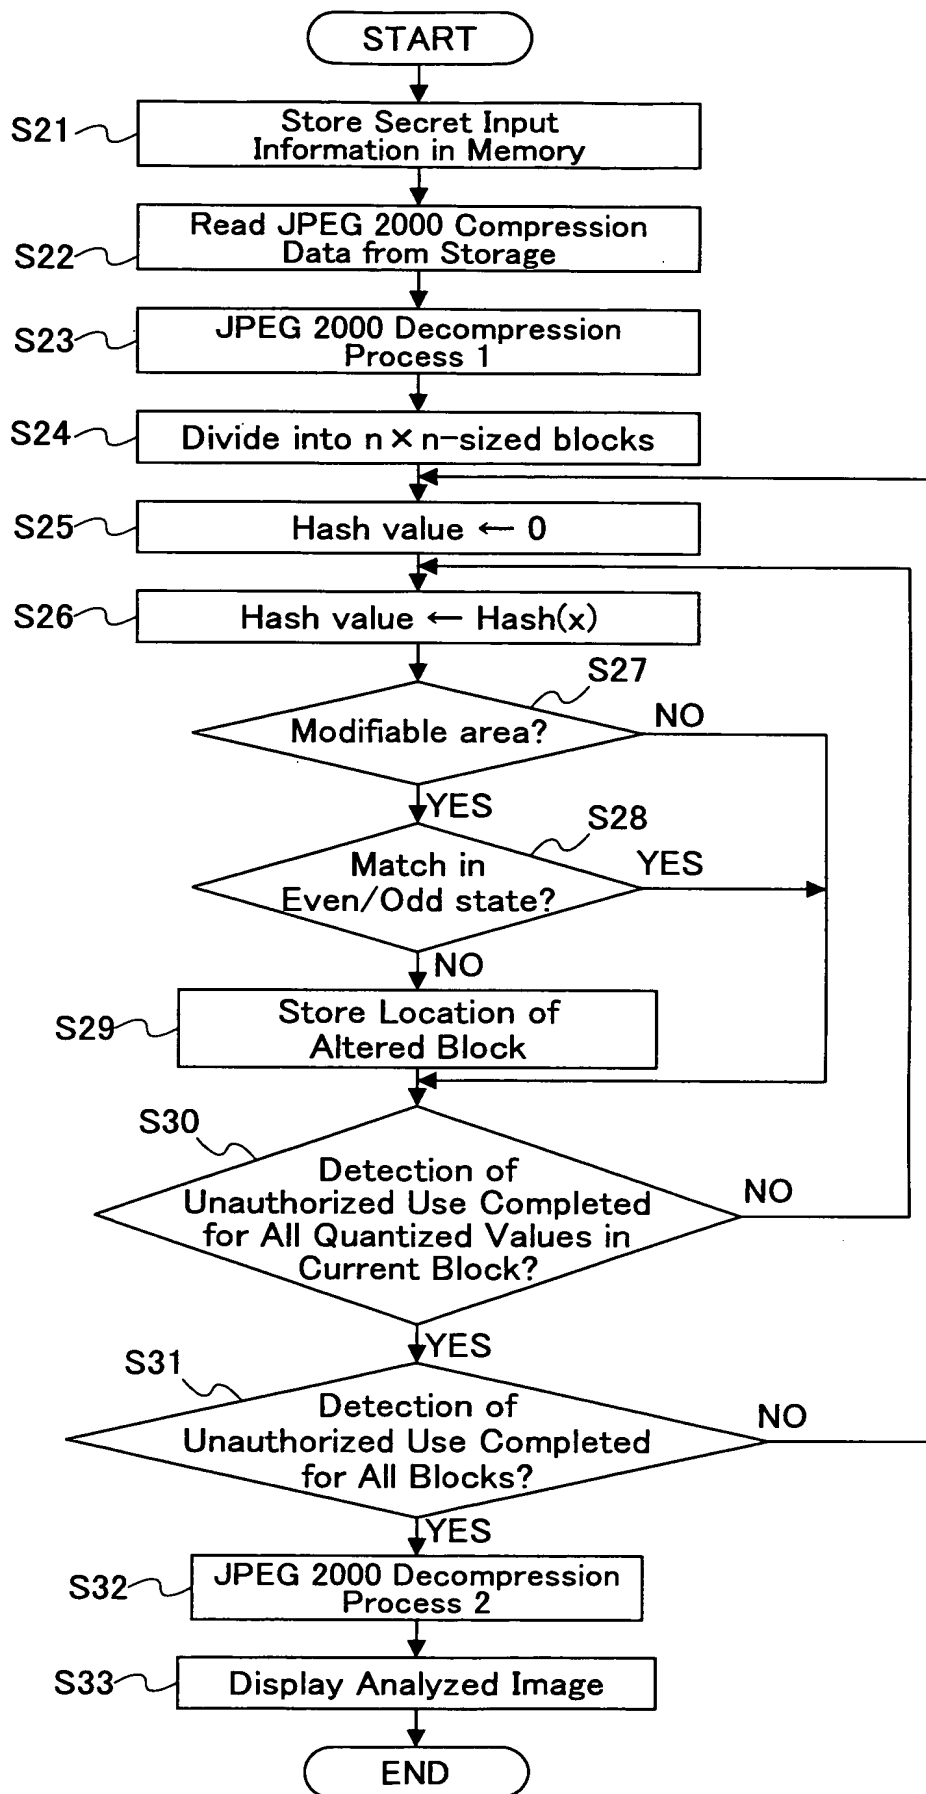 START
S21
Store Secret Input
Information in Memory
S22
Read JPEG 2000 Compression
Data from Storage
S23
JPEG 2000 Decompression
Process 1
S24
Divide into n × n-sized blocks
S25
Hash value ← 0
S26
Hash value ← Hash(x)
S27
Modifiable area?
NO
YES
S28
Match in
Even/Odd state?
YES
NO
S29
Store Location of
Altered Block
S30
Detection of
Unauthorized Use Completed
for All Quantized Values in
Current Block?
NO
YES
S31
Detection of
Unauthorized Use Completed
for All Blocks?
NO
YES
S32
JPEG 2000 Decompression
Process 2
S33
Display Analyzed Image
END